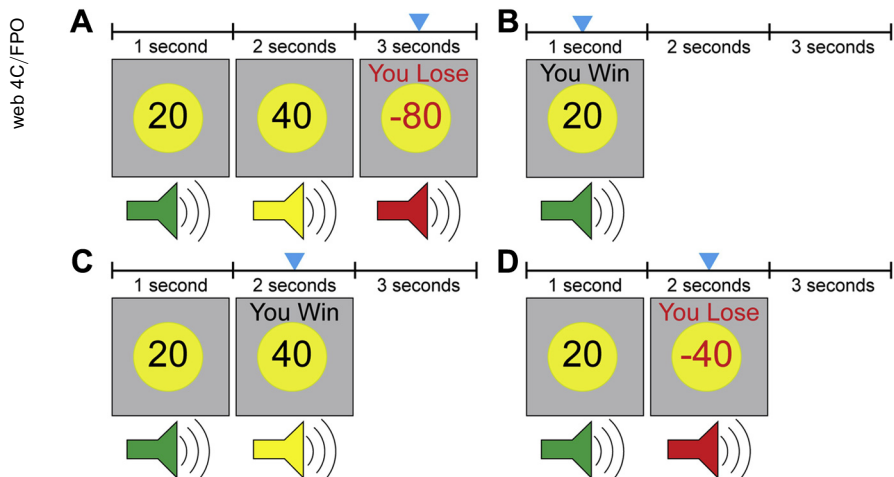 web 4C/FPO
A
1 second 2 seconds 3 seconds
You Lose
20 40 -80
B
1 second 2 seconds 3 seconds
You Win
20
C
1 second 2 seconds 3 seconds
You Win
20 40
D
1 second 2 seconds 3 seconds
You Lose
20 -40